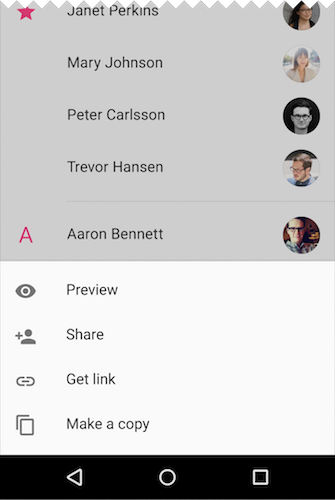 Janet Perkins
Mary Johnson
Peter Carlsson
Trevor Hansen
A Aaron Bennett
Preview
Share
Get link
Make a copy